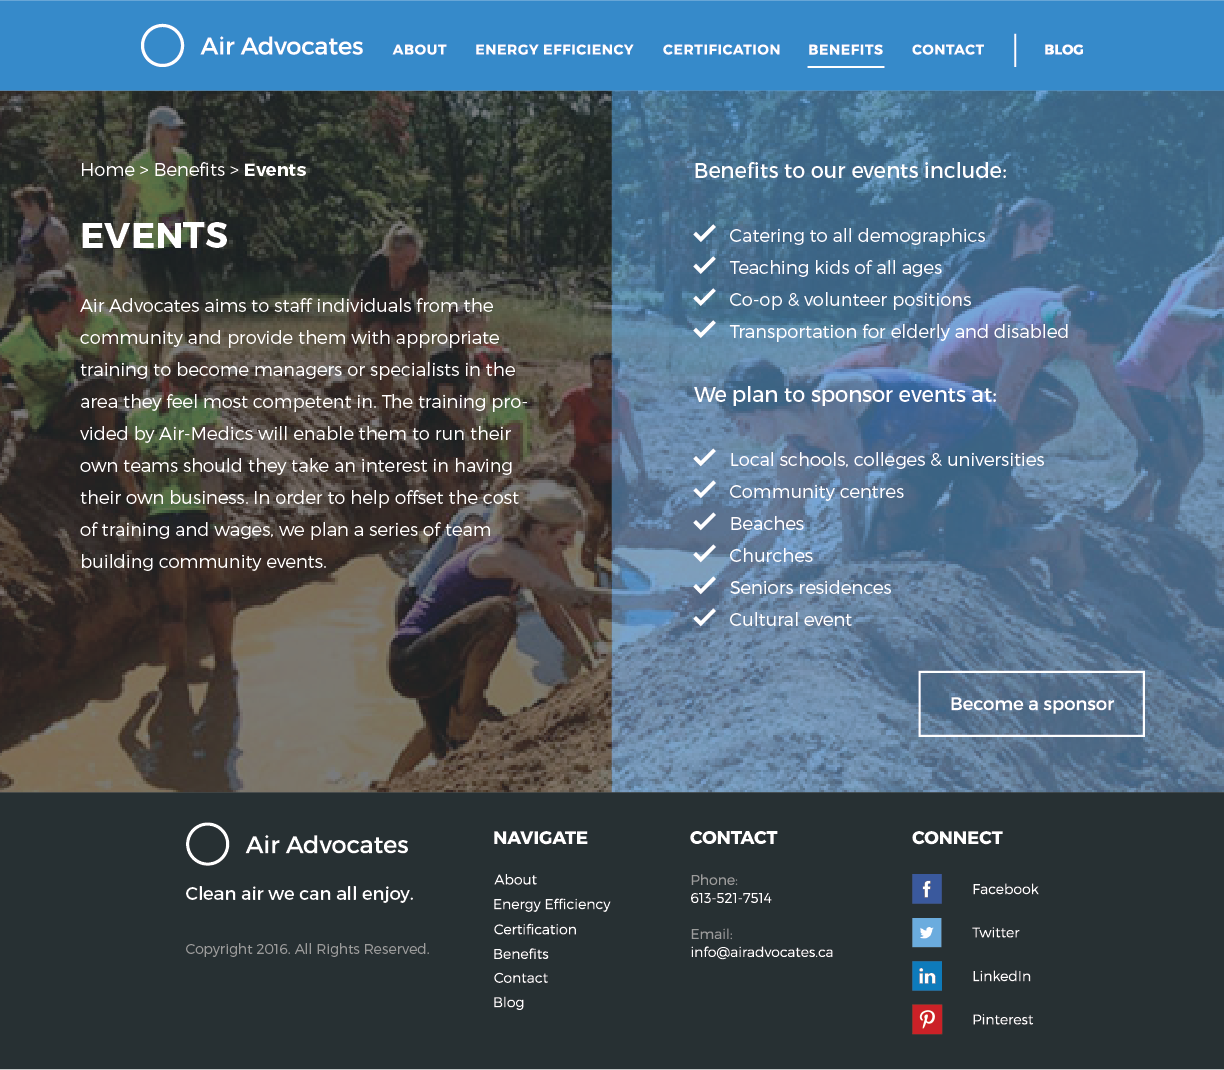 Air Advocates
ABOUT
ENERGY EFFICIENCY
CERTIFICATION
BENEFITS
CONTACT
BLOG
Home > Benefits > Events
EVENTS
Air Advocates aims to staff individuals from the
community and provide them with appropriate
training to become managers or specialists in the
area they feel most competent in. The training pro-
vided by Air-Medics will enable them to run their
own teams should they take an interest in having
their own business. In order to help offset the cost
of training and wages, we plan a series of team
building community events.
Benefits to our events include:
Catering to all demographics
Teaching kids of all ages
Co-op & volunteer positions
Transportation for elderly and disabled
We plan to sponsor events at:
Local schools, colleges & universities
Community centres
Beaches
Churches
Seniors residences
Cultural event
Become a sponsor
Air Advocates
Clean air we can all enjoy.
Copyright 2016. All Rights Reserved.
NAVIGATE
About
Energy Efficiency
Certification
Benefits
Contact
Blog
CONTACT
Phone:
613-521-7514
Email:
info@airadvocates.ca
CONNECT
Facebook
Twitter
LinkedIn
Pinterest